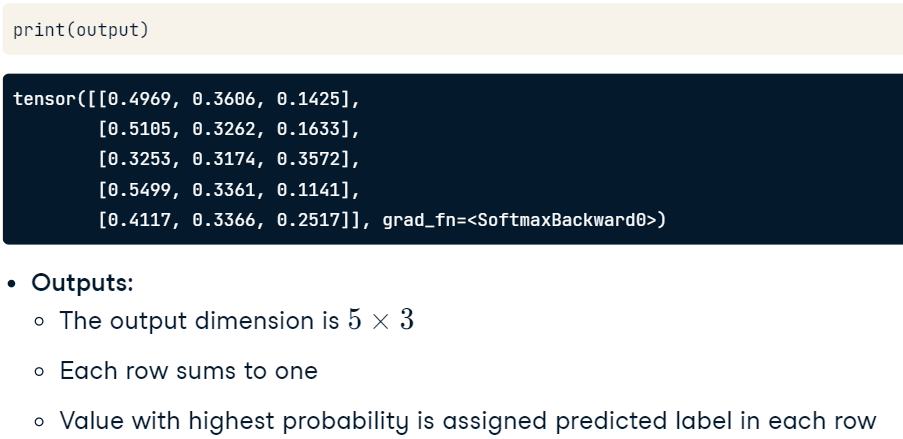 print(output)
tensor([[0.4969, 0.3606, 0.1425],
[0.5105, 0.3262, 0.1633],
[0.3253, 0.3174, 0.3572],
[0.5499, 0.3361, 0.1141],
[0.4117, 0.3366, 0.2517]], grad_fn=<SoftmaxBackward0>)
• Outputs:
◦ The output dimension is 5 × 3
◦ Each row sums to one
◦ Value with highest probability is assigned predicted label in each row